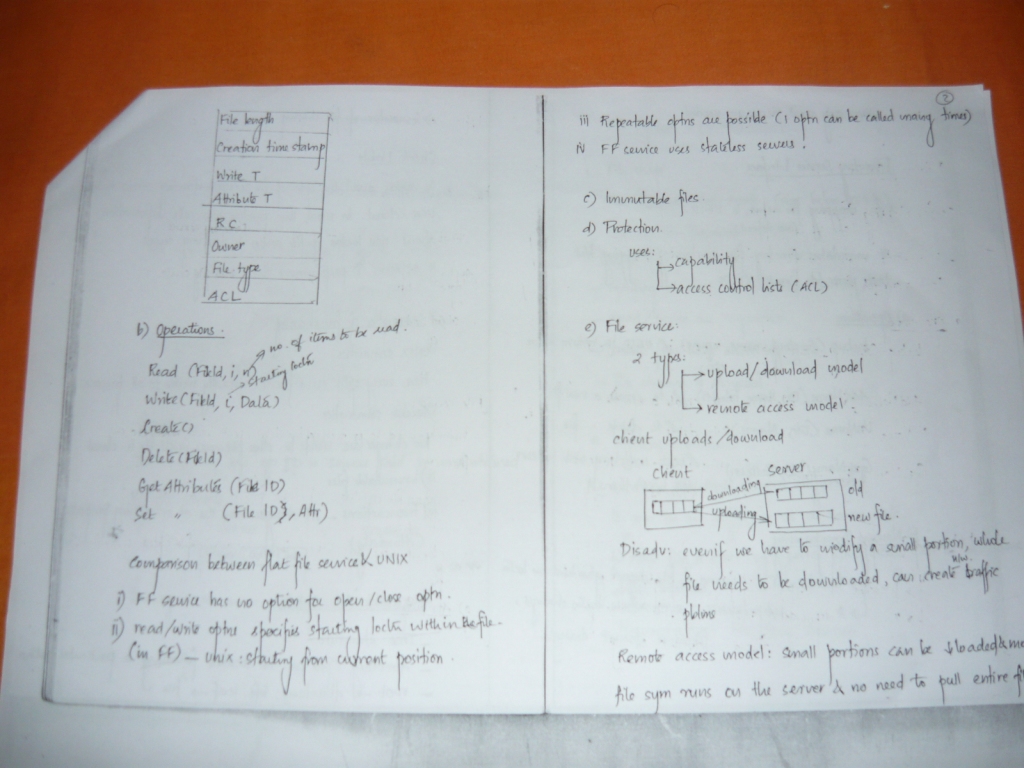 File length
Creation time stamp
Write T
Attribute T
R C
Owner
File type
ACL
b) Operations.
no. of items to be read.
Read (FileId, i, n)
starting locn
Write (FileId, i, Data)
Create()
Delete (FileId)
Get Attributes (File ID)
Set " (File ID, Attr)
Comparison between flat file service & UNIX
i) FF service has no option for open/close optn.
ii) read/write optns specifies starting locn within the file.
(in FF) – unix : starting from current position.
2
iii) Repeatable optns are possible (1 optn can be called many times)
iv FF service uses stateless servers.
c) Immutable files
d) Protection.
uses:
capability
access control lists (ACL)
e) File service:
2 types:
upload/download model
remote access model.
client uploads/download
client server
downloading old
uploading new file.
Disadv: even if we have to modify a small portion, whole
n/w
file needs to be downloaded, can create traffic
pblms
Remote access model: small portions can be ↓loaded &
file sym runs on the server & no need to pull entire